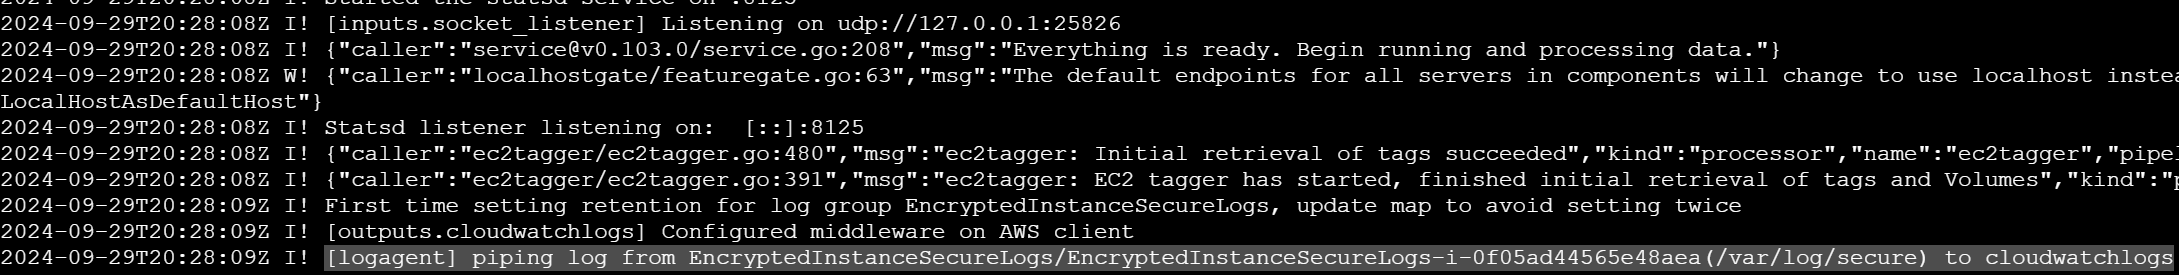 2024-09-29T20:28:08Z I! Started the statsd service on :8125
2024-09-29T20:28:08Z I! [inputs.socket_listener] Listening on udp://127.0.0.1:25826
2024-09-29T20:28:08Z I! {"caller":"service@v0.103.0/service.go:208","msg":"Everything is ready. Begin running and processing data."}
2024-09-29T20:28:08Z W! {"caller":"localhostgate/featuregate.go:63","msg":"The default endpoints for all servers in components will change to use localhost
LocalHostAsDefaultHost"}
2024-09-29T20:28:08Z I! Statsd listener listening on:  [::]:8125
2024-09-29T20:28:08Z I! {"caller":"ec2tagger/ec2tagger.go:480","msg":"ec2tagger: Initial retrieval of tags succeeded","kind":"processor","name":"ec2tagger","pipel
2024-09-29T20:28:08Z I! {"caller":"ec2tagger/ec2tagger.go:391","msg":"ec2tagger: EC2 tagger has started, finished initial retrieval of tags and Volumes","kind":"p
2024-09-29T20:28:09Z I! First time setting retention for log group EncryptedInstanceSecureLogs, update map to avoid setting twice
2024-09-29T20:28:09Z I! [outputs.cloudwatchlogs] Configured middleware on AWS client
2024-09-29T20:28:09Z I! [logagent] piping log from EncryptedInstanceSecureLogs/EncryptedInstanceSecureLogs-i-0f05ad44565e48aea(/var/log/secure) to cloudwatchlogs